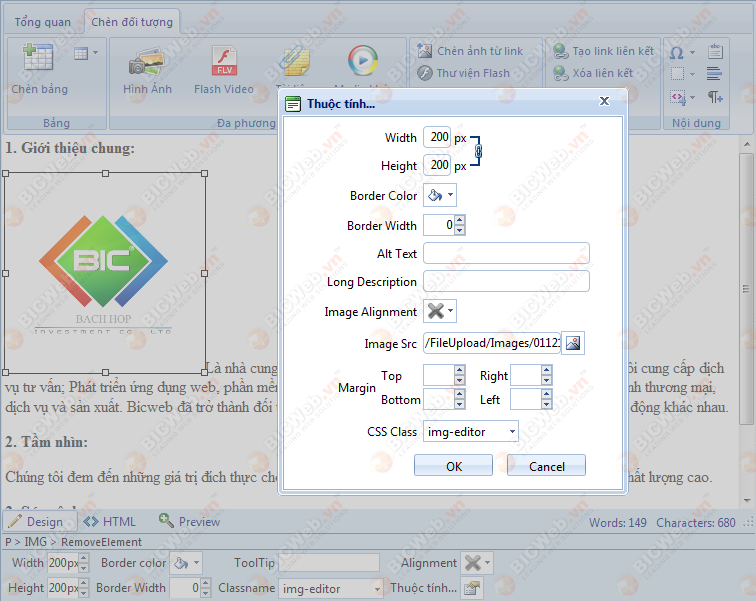 Tổng quan Chèn đối tượng
Chèn ảnh từ link Tạo link liên kết
Chèn bảng Hình Ảnh Flash Video Thư viện Flash Xóa liên kết
FLV
Bảng Đa phương Nội dung
1. Giới thiệu chung:
BIC
BACH HOP
INVESTMENT CO., LTD
Là nhà cung
ôi cung cấp dịch
vụ tư vấn; Phát triển ứng dụng web, phần mề
nh thương mại,
dịch vụ và sản xuất. Bicweb đã trở thành đối
động khác nhau.
2. Tầm nhìn:
Chúng tôi đem đến những giá trị đích thực ch
hất lượng cao.
Thuộc tính...
Width 200 px
Height 200 px
Border Color
Border Width 0
Alt Text
Long Description
Image Alignment
Image Src /FileUpload/Images/0112
Margin
Top Right
Bottom Left
CSS Class img-editor
OK Cancel
Design HTML Preview Words: 149 Characters: 680
P > IMG > RemoveElement
Width 200px Border color ToolTip Alignment
Height 200px Border Width 0 Classname img-editor Thuộc tính...
BICWeb.vn™